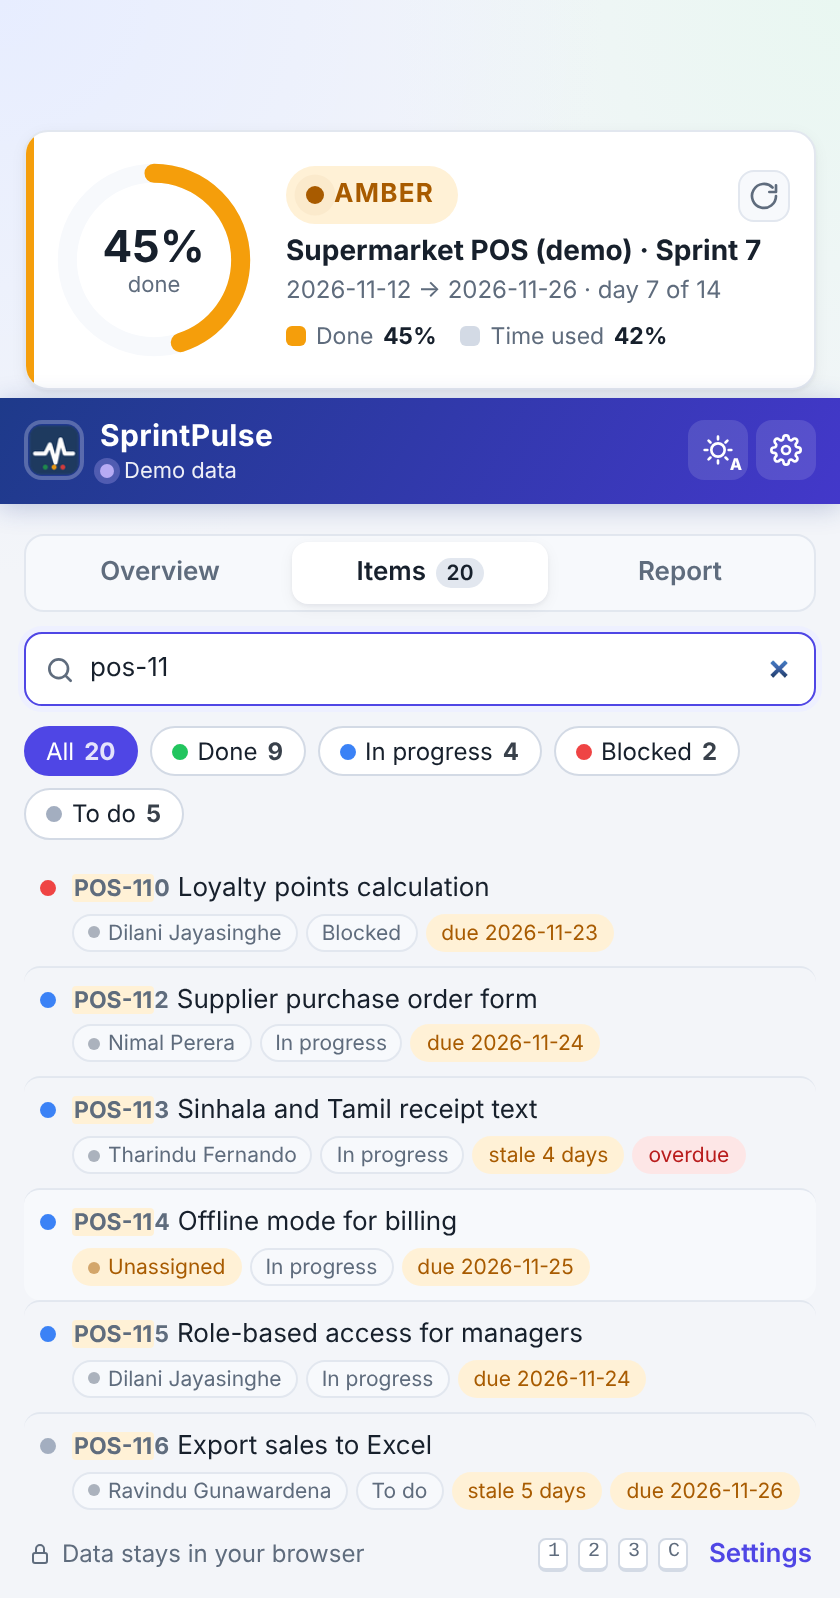 45%
done
AMBER
Supermarket POS (demo) · Sprint 7
2026-11-12 → 2026-11-26 · day 7 of 14
Done 45% Time used 42%
SprintPulse
Demo data
A
Overview Items 20 Report
pos-11
All 20 Done 9 In progress 4 Blocked 2
To do 5
POS-110 Loyalty points calculation
Dilani Jayasinghe Blocked due 2026-11-23
POS-112 Supplier purchase order form
Nimal Perera In progress due 2026-11-24
POS-113 Sinhala and Tamil receipt text
Tharindu Fernando In progress stale 4 days overdue
POS-114 Offline mode for billing
Unassigned In progress due 2026-11-25
POS-115 Role-based access for managers
Dilani Jayasinghe In progress due 2026-11-24
POS-116 Export sales to Excel
Ravindu Gunawardena To do stale 5 days due 2026-11-26
Data stays in your browser 1 2 3 C Settings